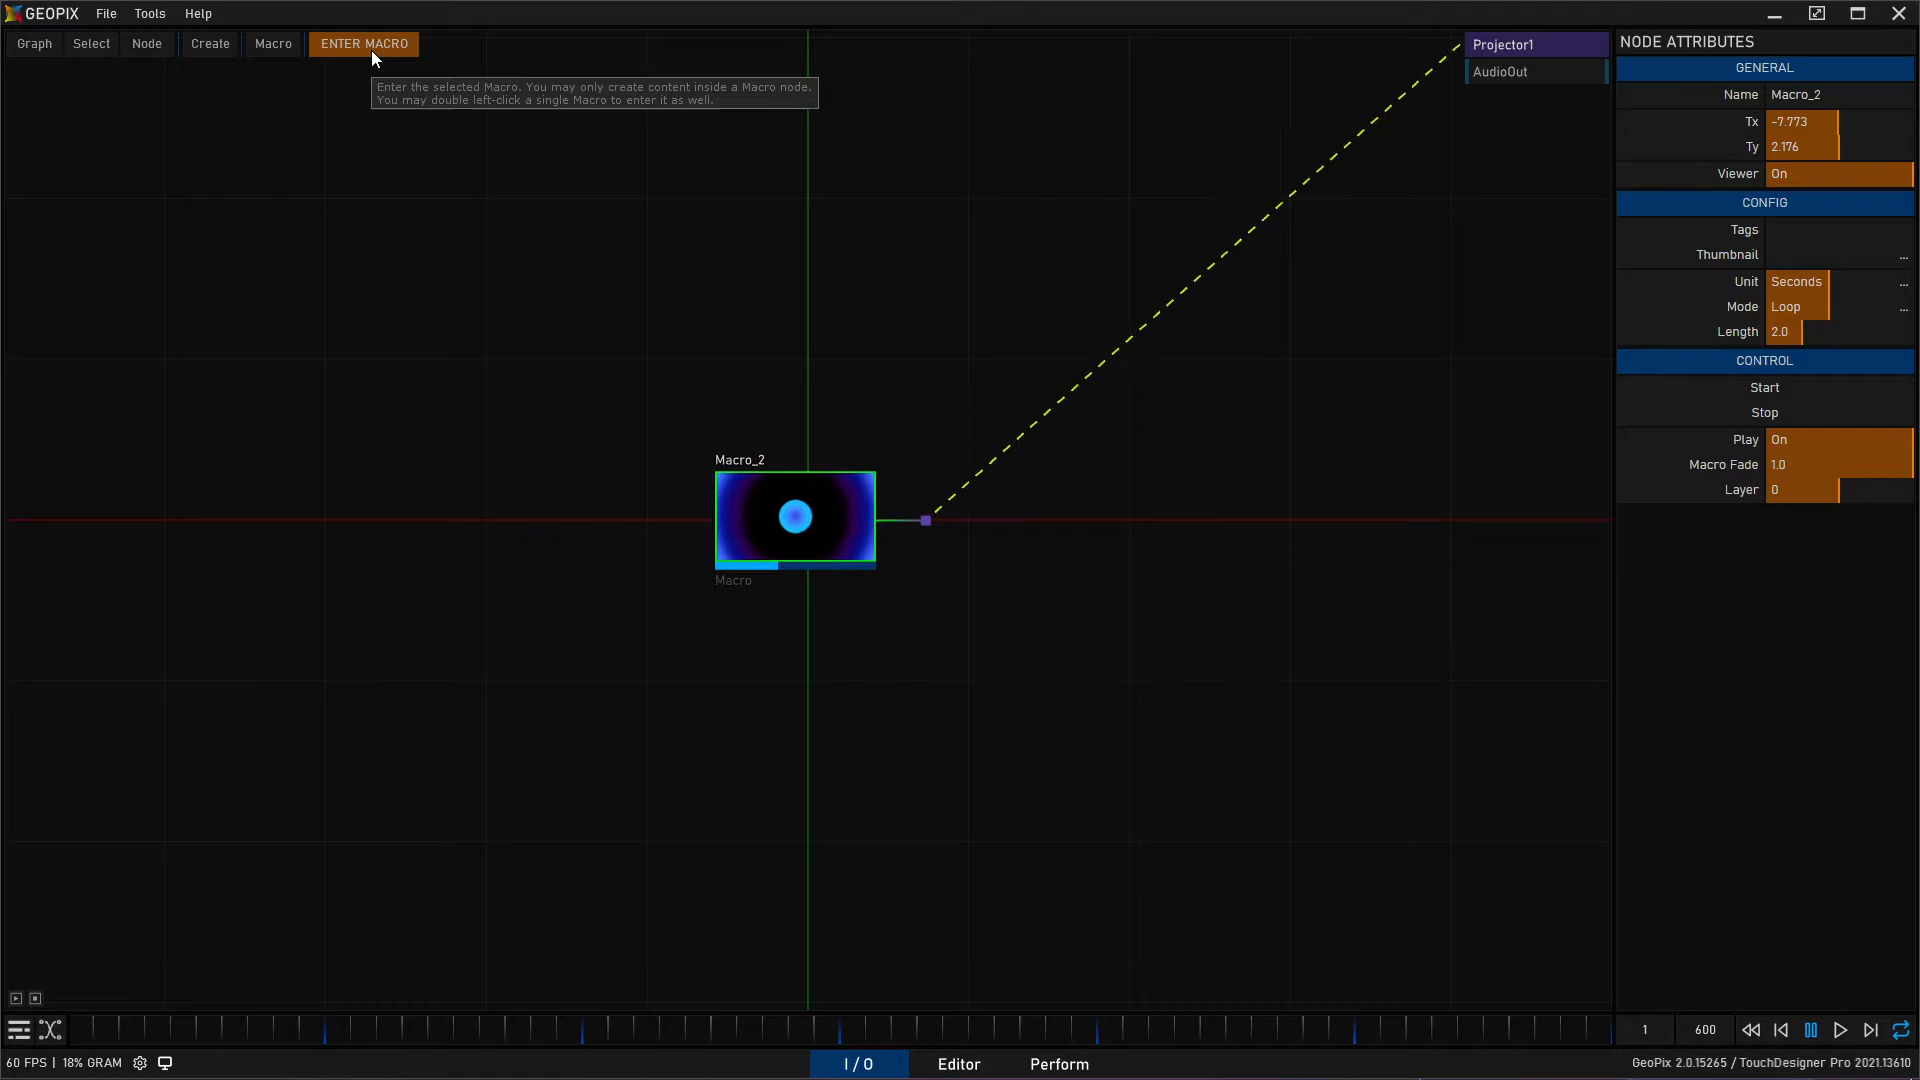 GEOPIX File Tools Help
Graph Select Node Create Macro ENTER MACRO
Enter the selected Macro. You may only create content inside a Macro node.
You may double left-click a single Macro to enter it as well.
Projector1
AudioOut
Macro_2
Macro
NODE ATTRIBUTES
GENERAL
Name Macro_2
Tx -7.773
Ty 2.176
Viewer On
CONFIG
Tags
Thumbnail ...
Unit Seconds ...
Mode Loop ...
Length 2.0
CONTROL
Start
Stop
Play On
Macro Fade 1.0
Layer 0
1 600
60 FPS | 18% GRAM
I / O Editor Perform
GeoPix 2.0.15265 / TouchDesigner Pro 2021.13610